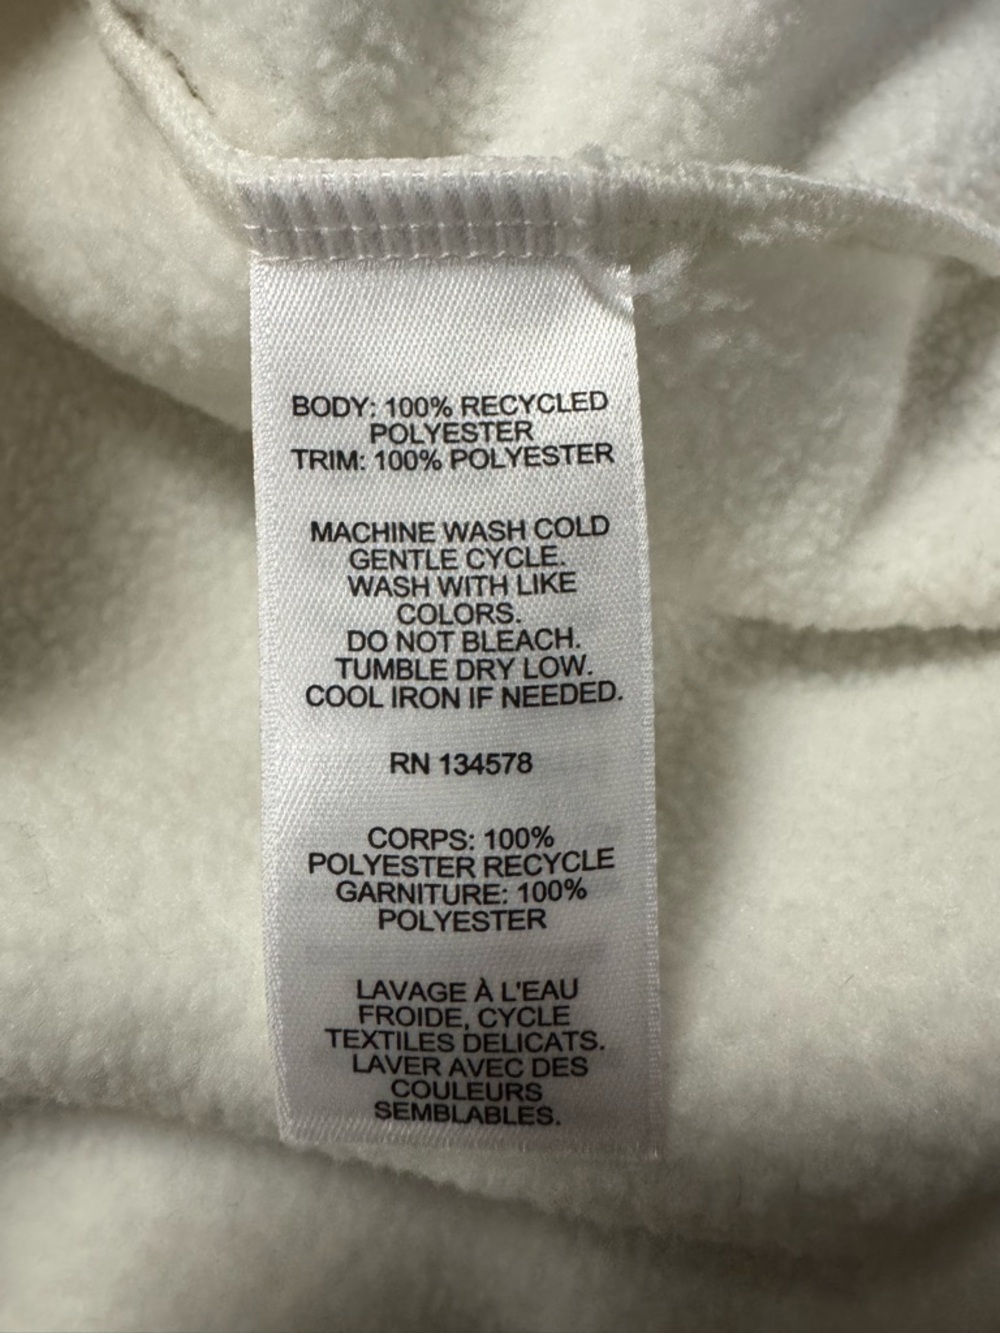 BODY: 100% RECYCLED
POLYESTER
TRIM: 100% POLYESTER
MACHINE WASH COLD
GENTLE CYCLE.
WASH WITH LIKE
COLORS.
DO NOT BLEACH.
TUMBLE DRY LOW.
COOL IRON IF NEEDED.
RN 134578
CORPS: 100%
POLYESTER RECYCLE
GARNITURE: 100%
POLYESTER
LAVAGE À L'EAU
FROIDE, CYCLE
TEXTILES DELICATS.
LAVER AVEC DES
COULEURS
SEMBLABLES.